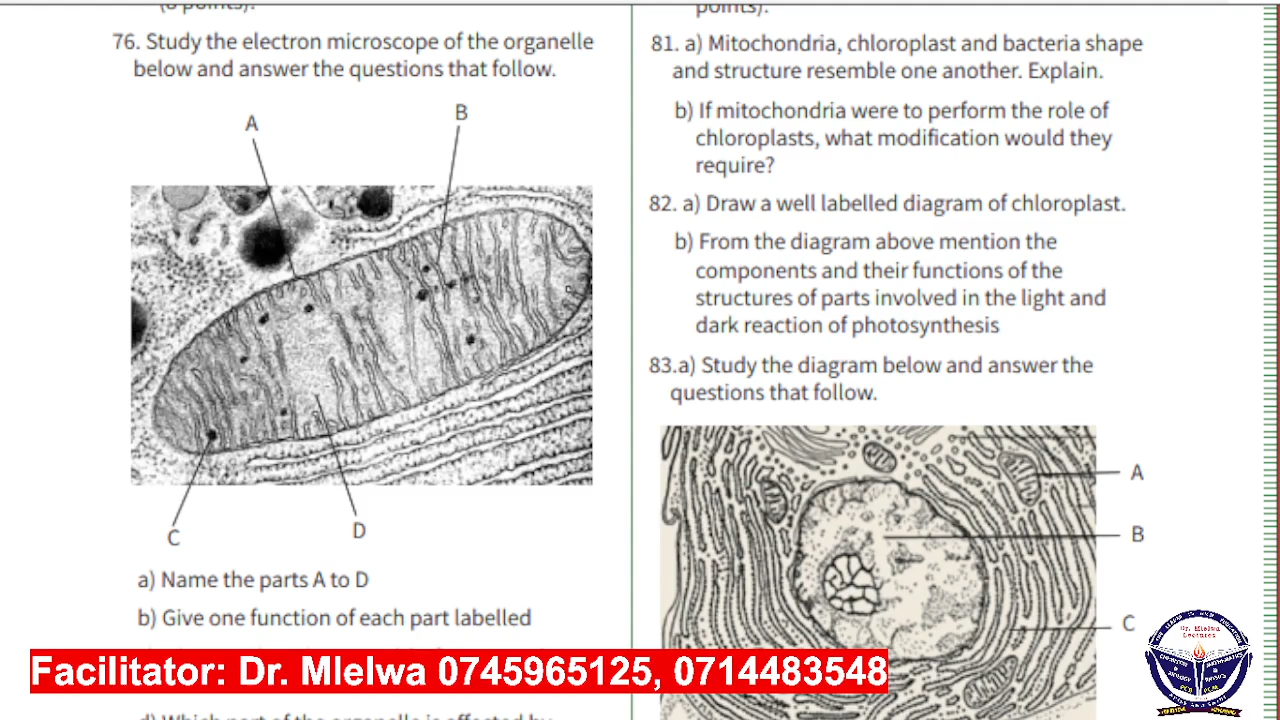 76. Study the electron microscope of the organelle
below and answer the questions that follow.
A
B
C
D
a) Name the parts A to D
b) Give one function of each part labelled
points).
81. a) Mitochondria, chloroplast and bacteria shape
and structure resemble one another. Explain.
b) If mitochondria were to perform the role of
chloroplasts, what modification would they
require?
82. a) Draw a well labelled diagram of chloroplast.
b) From the diagram above mention the
components and their functions of the
structures of parts involved in the light and
dark reaction of photosynthesis
83.a) Study the diagram below and answer the
questions that follow.
A
B
C
Facilitator: Dr. Mlelwa 0745965125, 0714483548
Dr. Mlelwa
Lectures